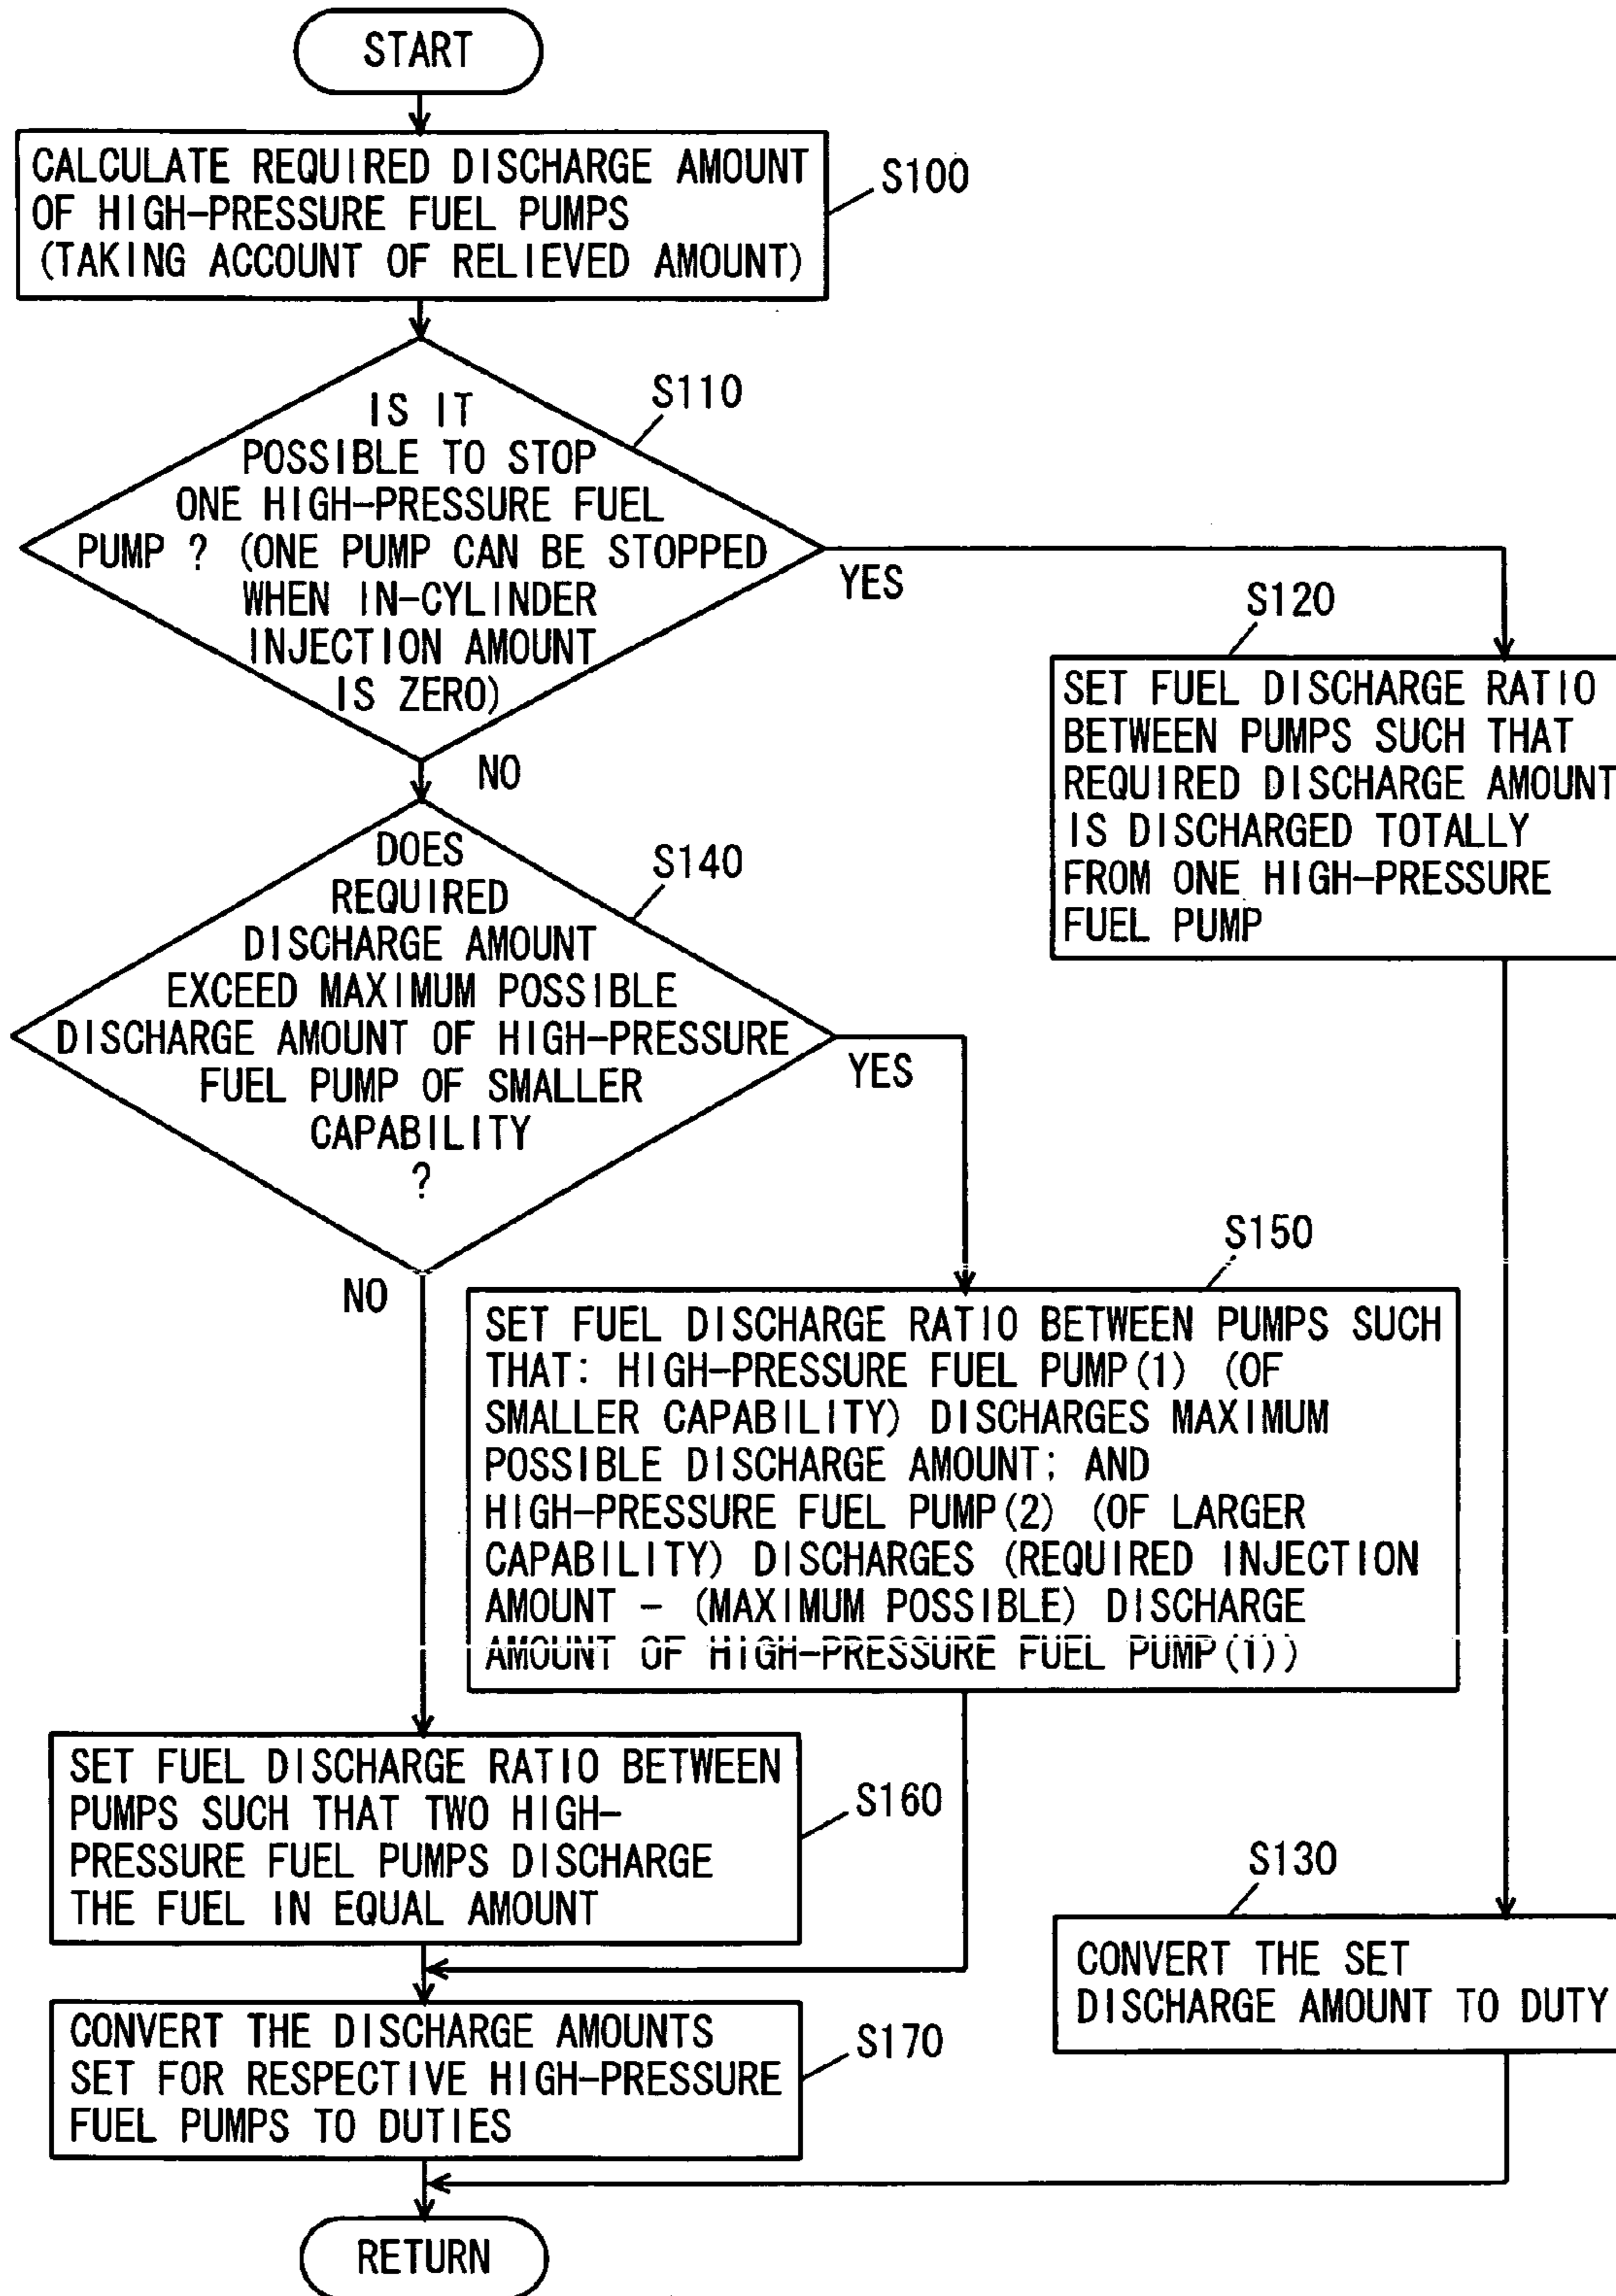 START
CALCULATE REQUIRED DISCHARGE AMOUNT
OF HIGH-PRESSURE FUEL PUMPS
(TAKING ACCOUNT OF RELIEVED AMOUNT)
S100
IS IT
POSSIBLE TO STOP
ONE HIGH-PRESSURE FUEL
PUMP ? (ONE PUMP CAN BE STOPPED
WHEN IN-CYLINDER
INJECTION AMOUNT
IS ZERO)
S110
YES
NO
S120
SET FUEL DISCHARGE RATIO
BETWEEN PUMPS SUCH THAT
REQUIRED DISCHARGE AMOUNT
IS DISCHARGED TOTALLY
FROM ONE HIGH-PRESSURE
FUEL PUMP
DOES
REQUIRED
DISCHARGE AMOUNT
EXCEED MAXIMUM POSSIBLE
DISCHARGE AMOUNT OF HIGH-PRESSURE
FUEL PUMP OF SMALLER
CAPABILITY
?
S140
YES
NO
S150
SET FUEL DISCHARGE RATIO BETWEEN PUMPS SUCH
THAT: HIGH-PRESSURE FUEL PUMP(1) (OF
SMALLER CAPABILITY) DISCHARGES MAXIMUM
POSSIBLE DISCHARGE AMOUNT; AND
HIGH-PRESSURE FUEL PUMP(2) (OF LARGER
CAPABILITY) DISCHARGES (REQUIRED INJECTION
AMOUNT - (MAXIMUM POSSIBLE) DISCHARGE
AMOUNT OF HIGH-PRESSURE FUEL PUMP(1))
SET FUEL DISCHARGE RATIO BETWEEN
PUMPS SUCH THAT TWO HIGH-
PRESSURE FUEL PUMPS DISCHARGE
THE FUEL IN EQUAL AMOUNT
S160
S130
CONVERT THE SET
DISCHARGE AMOUNT TO DUTY
CONVERT THE DISCHARGE AMOUNTS
SET FOR RESPECTIVE HIGH-PRESSURE
FUEL PUMPS TO DUTIES
S170
RETURN